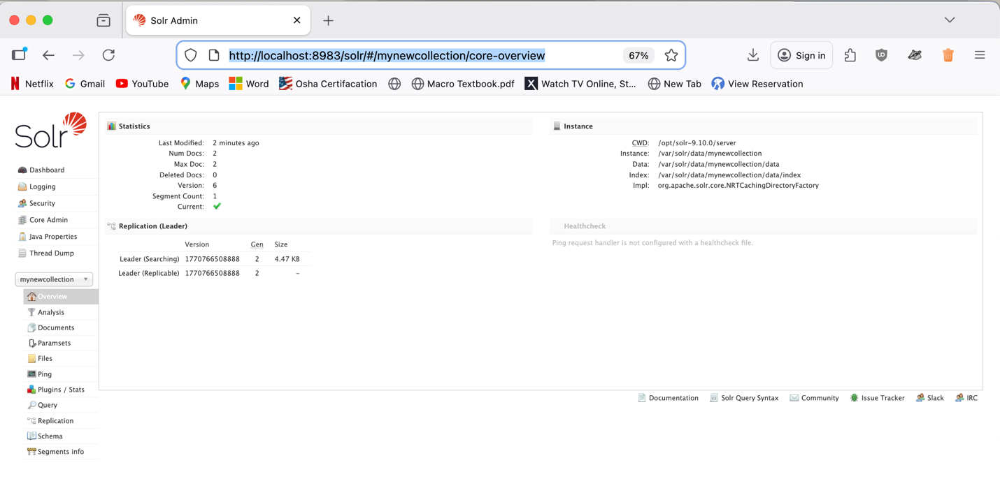 Solr Admin
http://localhost:8983/solr/#/mynewcollection/core-overview
67%
Sign in
Netflix
Gmail
YouTube
Maps
Word
Osha Certifacation
Macro Textbook.pdf
Watch TV Online, St...
New Tab
View Reservation
Solr
Dashboard
Logging
Security
Core Admin
Java Properties
Thread Dump
mynewcollection
Overview
Analysis
Documents
Paramsets
Files
Ping
Plugins / Stats
Query
Replication
Schema
Segments info
Statistics
Last Modified: 2 minutes ago
Num Docs: 2
Max Doc: 2
Deleted Docs: 0
Version: 6
Segment Count: 1
Current:
Instance
CWD: /opt/solr-9.10.0/server
Instance: /var/solr/data/mynewcollection
Data: /var/solr/data/mynewcollection/data
Index: /var/solr/data/mynewcollection/data/index
Impl: org.apache.solr.core.NRTCachingDirectoryFactory
Replication (Leader)
Version Gen Size
Leader (Searching) 1770766508888 2 4.47 KB
Leader (Replicable) 1770766508888 2 –
Healthcheck
Ping request handler is not configured with a healthcheck file.
Documentation
Solr Query Syntax
Community
Issue Tracker
Slack
IRC